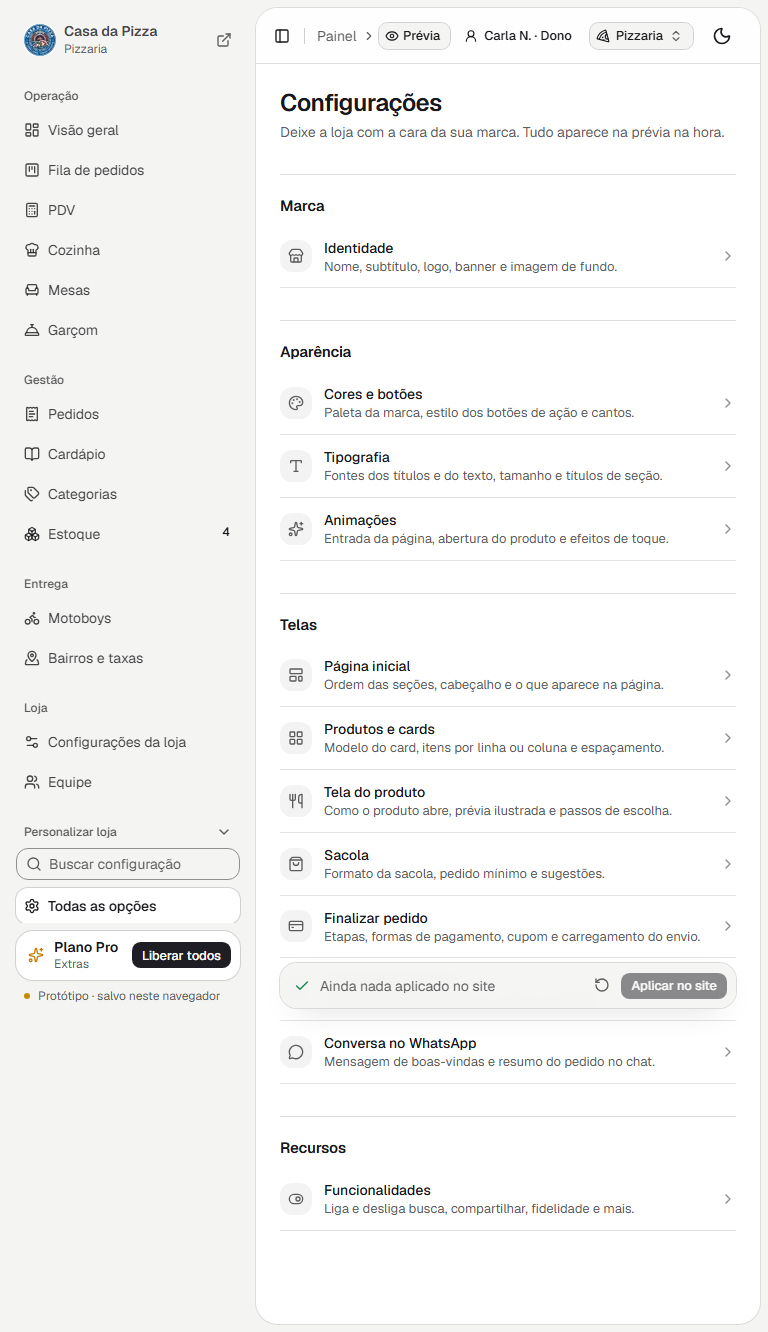 Casa da Pizza
Pizzaria
Operação
Visão geral
Fila de pedidos
PDV
Cozinha
Mesas
Garçom
Gestão
Pedidos
Cardápio
Categorias
Estoque 4
Entrega
Motoboys
Bairros e taxas
Loja
Configurações da loja
Equipe
Personalizar loja
Buscar configuração
Todas as opções
Plano Pro
Extras
Liberar todos
Protótipo · salvo neste navegador
Painel Prévia Carla N. · Dono Pizzaria
Configurações
Deixe a loja com a cara da sua marca. Tudo aparece na prévia na hora.
Marca
Identidade
Nome, subtítulo, logo, banner e imagem de fundo.
Aparência
Cores e botões
Paleta da marca, estilo dos botões de ação e cantos.
Tipografia
Fontes dos títulos e do texto, tamanho e títulos de seção.
Animações
Entrada da página, abertura do produto e efeitos de toque.
Telas
Página inicial
Ordem das seções, cabeçalho e o que aparece na página.
Produtos e cards
Modelo do card, itens por linha ou coluna e espaçamento.
Tela do produto
Como o produto abre, prévia ilustrada e passos de escolha.
Sacola
Formato da sacola, pedido mínimo e sugestões.
Finalizar pedido
Etapas, formas de pagamento, cupom e carregamento do envio.
Ainda nada aplicado no site Aplicar no site
Conversa no WhatsApp
Mensagem de boas-vindas e resumo do pedido no chat.
Recursos
Funcionalidades
Liga e desliga busca, compartilhar, fidelidade e mais.